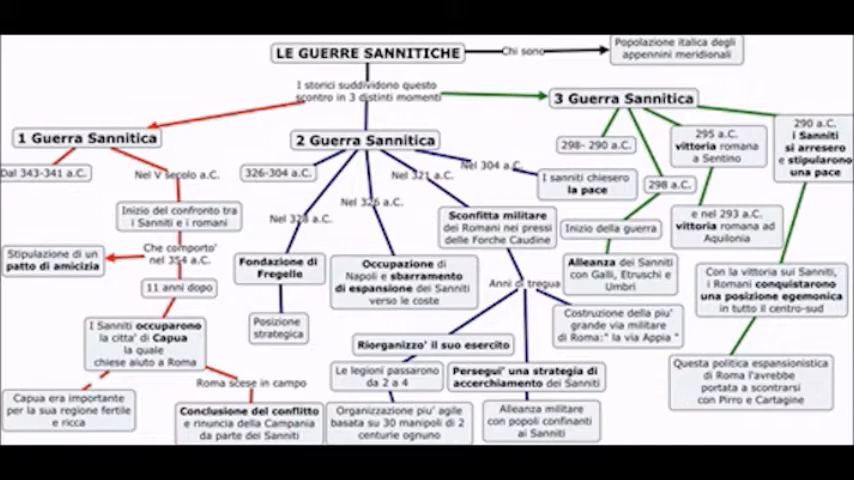 LE GUERRE SANNITICHE
Chi sono
Popolazione italica degli
appennini meridionali
I storici suddividono questo
scontro in 3 distinti momenti
1 Guerra Sannitica
Dal 343-341 a.C.
Nel V secolo a.C.
Inizio del confronto tra
i Sanniti e i romani
Che comporto'
nel 354 a.C.
Stipulazione di un
patto di amicizia
11 anni dopo
I Sanniti occuparono
la citta' di Capua
la quale
chiese aiuto a Roma
Capua era importante
per la sua regione fertile
e ricca
Roma scese in campo
Conclusione del conflitto
e rinuncia della Campania
da parte dei Sanniti
2 Guerra Sannitica
326-304 a.C.
Nel 328 a.C.
Fondazione di
Fregelle
Posizione
strategica
Nel 326 a.C.
Occupazione di
Napoli e sbarramento
di espansione dei Sanniti
verso le coste
Nel 321 a.C.
Sconfitta militare
dei Romani nei pressi
delle Forche Caudine
Anni di tregua
Riorganizzo' il suo esercito
Le legioni passarono
da 2 a 4
Organizzazione piu' agile
basata su 30 manipoli di 2
centurie ognuno
Persegui' una strategia di
accerchiamento dei Sanniti
Alleanza militare
con popoli confinanti
ai Sanniti
Costruzione della piu'
grande via militare
di Roma:" la via Appia "
Nel 304 a.C.
I sanniti chiesero
la pace
3 Guerra Sannitica
298- 290 a.C.
298 a.C.
Inizio della guerra
Alleanza dei Sanniti
con Galli, Etruschi e
Umbri
295 a.C.
vittoria romana
a Sentino
e nel 293 a.C.
vittoria romana ad
Aquilonia
290 a.C.
i Sanniti
si arresero
e stipularono
una pace
Con la vittoria sui Sanniti,
i Romani conquistarono
una posizione egemonica
in tutto il centro-sud
Questa politica espansionistica
di Roma l'avrebbe
portata a scontrarsi
con Pirro e Cartagine